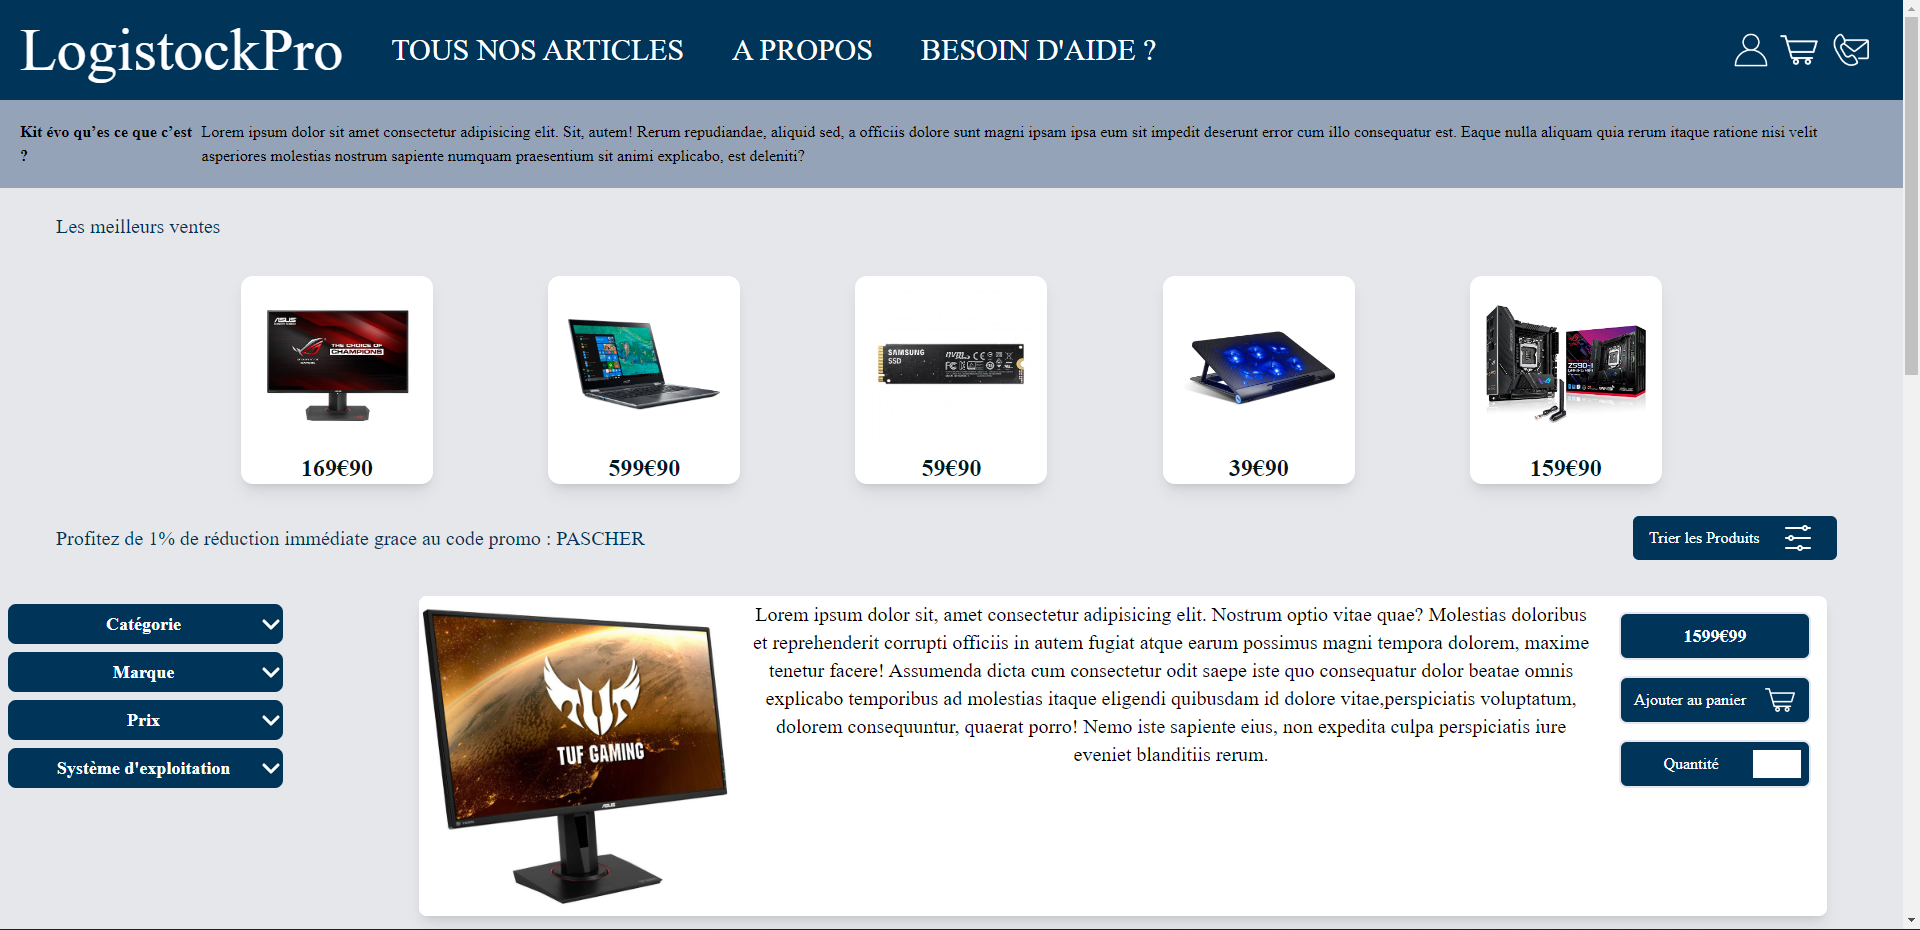 LogistockPro
TOUS NOS ARTICLES
A PROPOS
BESOIN D'AIDE ?
Kit évo qu'es ce que c'est
?
Lorem ipsum dolor sit amet consectetur adipisicing elit. Sit, autem! Rerum repudiandae, aliquid sed, a officiis dolore sunt magni ipsam ipsa eum sit impedit deserunt error cum illo consequatur est. Eaque nulla aliquam quia rerum itaque ratione nisi velit
asperiores molestias nostrum sapiente numquam praesentium sit animi explicabo, est deleniti?
Les meilleurs ventes
ASUS
THE CHOICE OF
CHAMPIONS
SAMSUNG
SSD
nvm
Z590-I
169€90
599€90
59€90
39€90
159€90
Profitez de 1% de réduction immédiate grace au code promo : PASCHER
Trier les Produits
Catégorie
Marque
Prix
Système d'exploitation
TUF GAMING
ASUS
Lorem ipsum dolor sit, amet consectetur adipisicing elit. Nostrum optio vitae quae? Molestias doloribus
et reprehenderit corrupti officiis in autem fugiat atque earum possimus magni tempora dolorem, maxime
tenetur facere! Assumenda dicta cum consectetur odit saepe iste quo consequatur dolor beatae omnis
explicabo temporibus ad molestias itaque eligendi quibusdam id dolore vitae,perspiciatis voluptatum,
dolorem consequuntur, quaerat porro! Nemo iste sapiente eius, non expedita culpa perspiciatis iure
eveniet blanditiis rerum.
1599€99
Ajouter au panier
Quantité